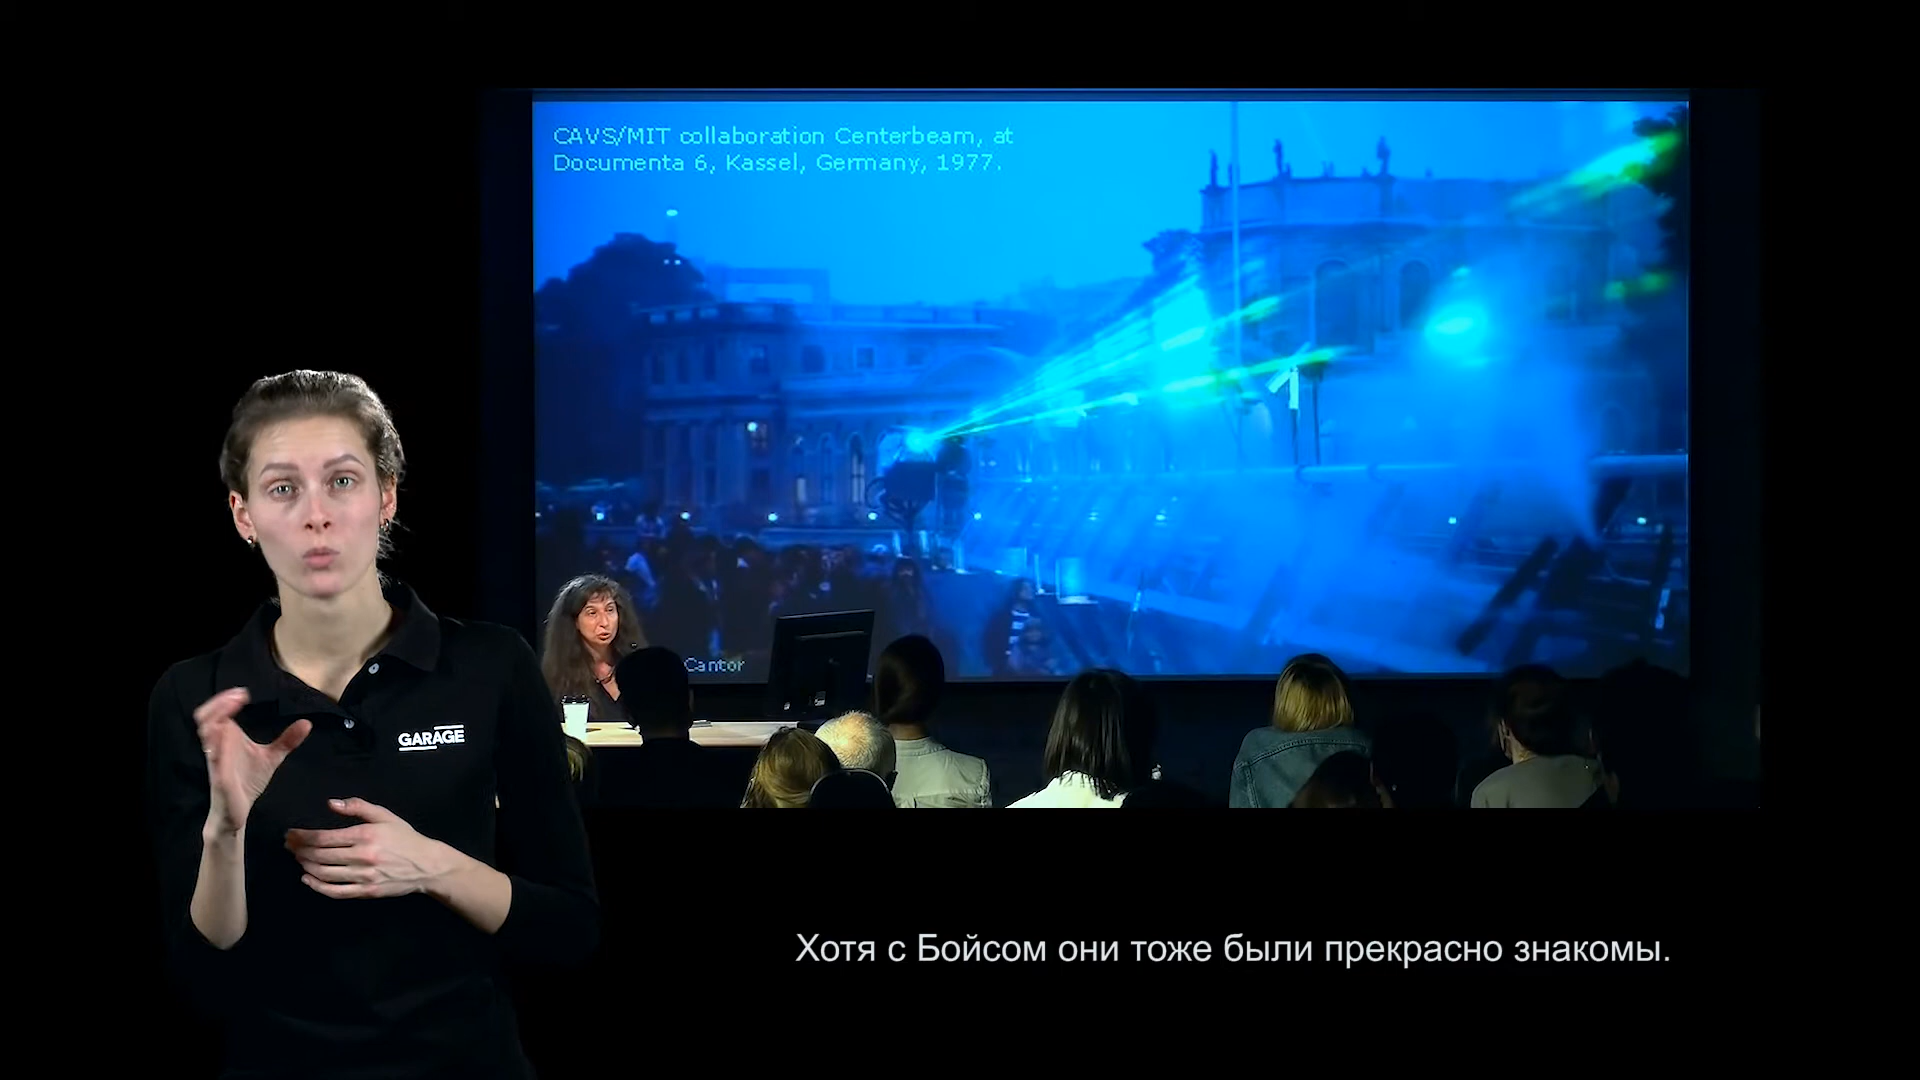 CAVS/MIT collaboration Centerbeam, at
Documenta 6, Kassel, Germany, 1977.
Cantor
GARAGE
Хотя с Бойсом они тоже были прекрасно знакомы.